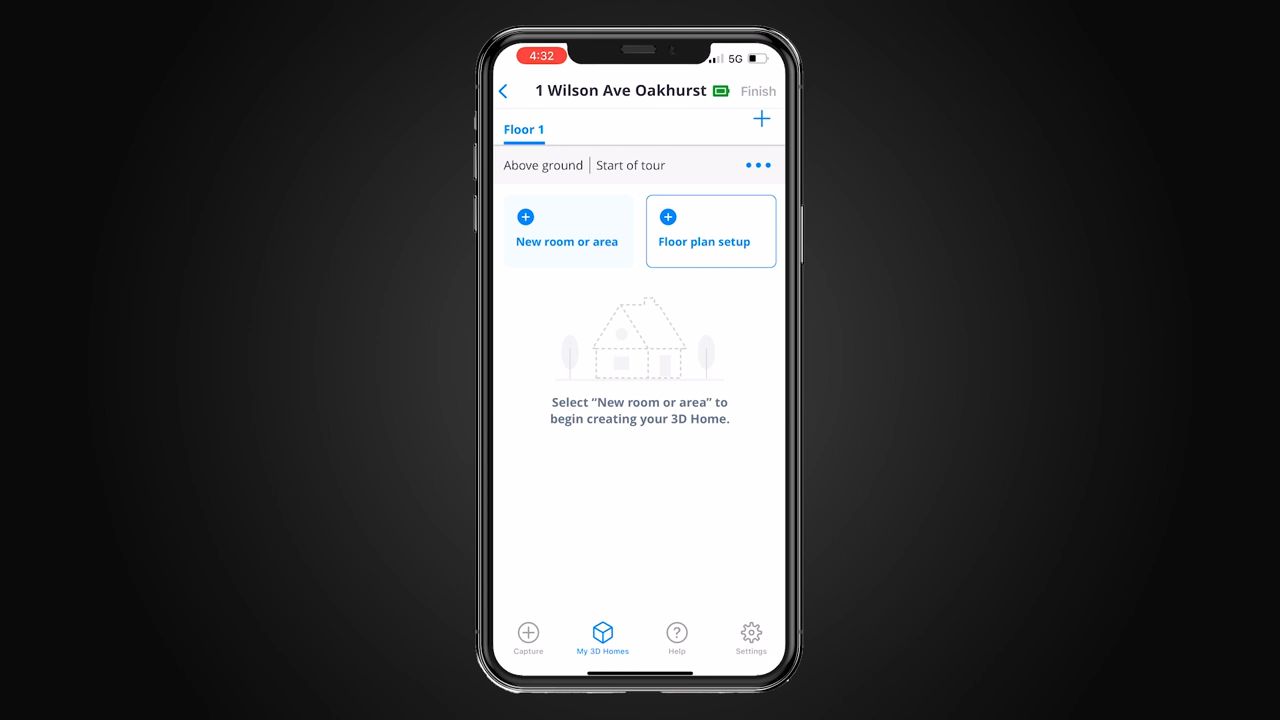 4:32
5G
1 Wilson Ave Oakhurst
Finish
Floor 1
Above ground | Start of tour
New room or area
Floor plan setup
Select “New room or area” to
begin creating your 3D Home.
Capture
My 3D Homes
Help
Settings